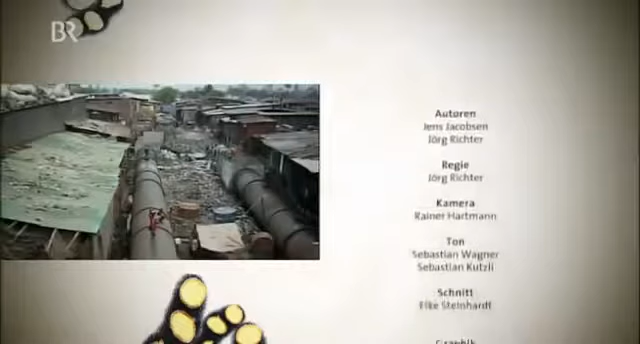 BR
Autoren
Jens Jacobsen
Jörg Richter
Regie
Jörg Richter
Kamera
Rainer Hartmann
Ton
Sebastian Wagner
Sebastian Kutzli
Schnitt
Elke Steinhardt
Graphik